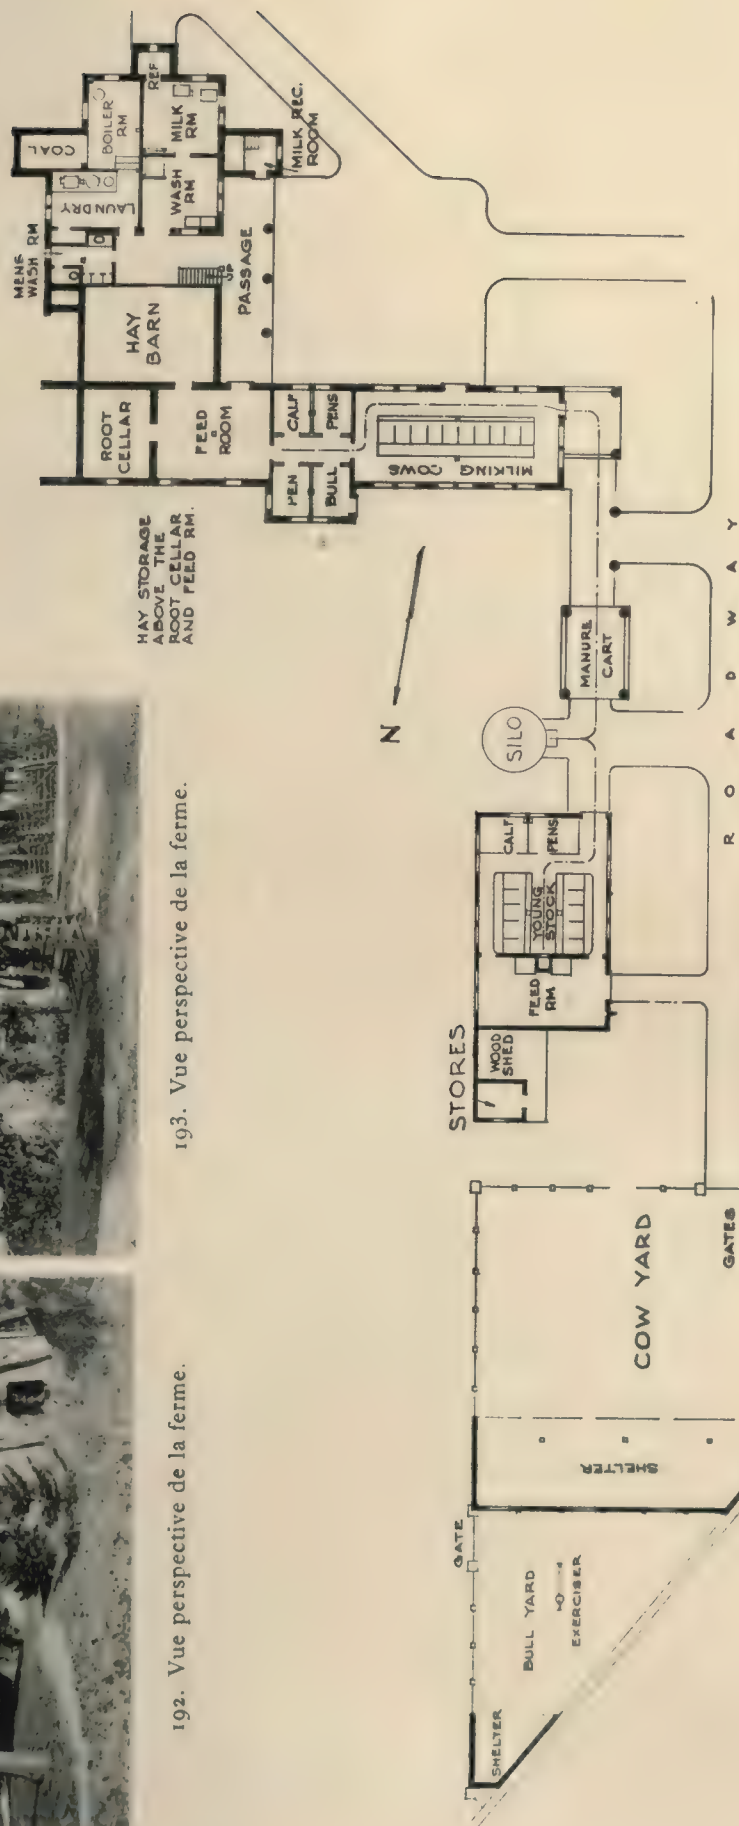 192. Vue perspective de la ferme.
193. Vue perspective de la ferme.
COAL
BOILER
RM
REF
MILK
RM
LAUNDRY
WASH
RM
MILK REC.
ROOM
MENS
WASH RM
UP
PASSAGE
HAY
BARN
ROOT
CELLAR
FEED
ROOM
CALF
PENS
PEN
BULL
MILKING COWS
HAY STORAGE
ABOVE THE
ROOT CELLAR
AND FEED RM.
N
MANURE
CART
SILO
CALF
PENS
YOUNG
STOCK
FEED
RM
STORES
WOOD
SHED
ROADWAY
COW YARD
GATES
SHELTER
GATE
BULL YARD
EXERCISER
SHELTER